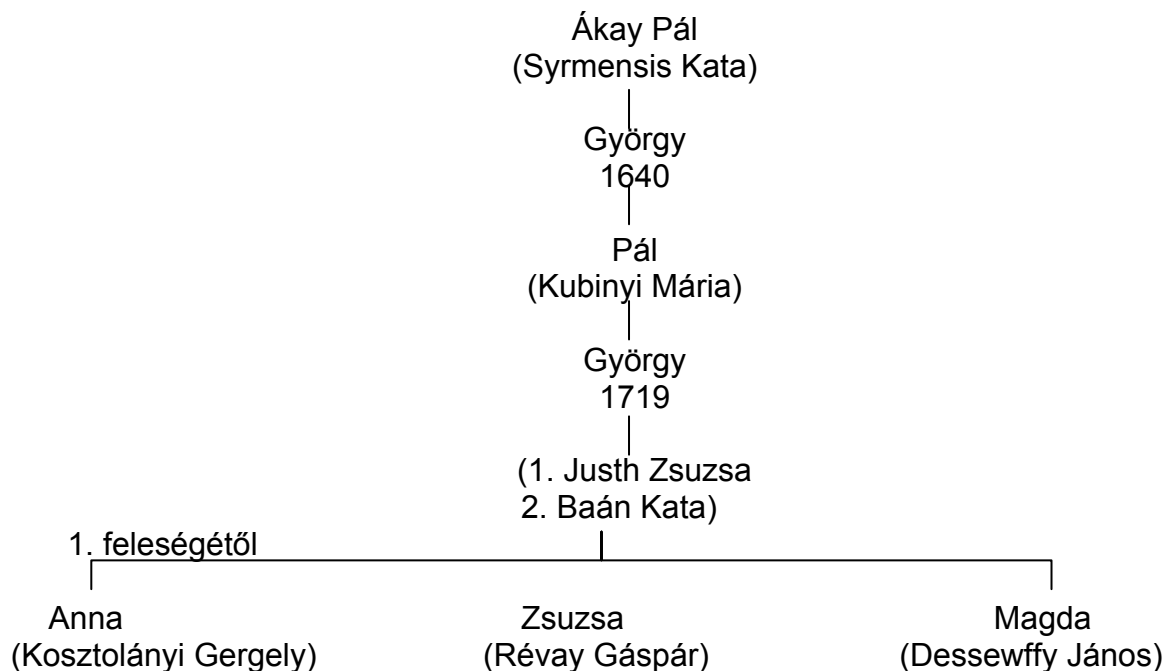 Ákay Pál
(Syrmensis Kata)
György
1640
Pál
(Kubinyi Mária)
György
1719
(1. Justh Zsuzsa
2. Baán Kata)
1. feleségétől
Anna
(Kosztolányi Gergely)
Zsuzsa
(Révay Gáspár)
Magda
(Dessewffy János)